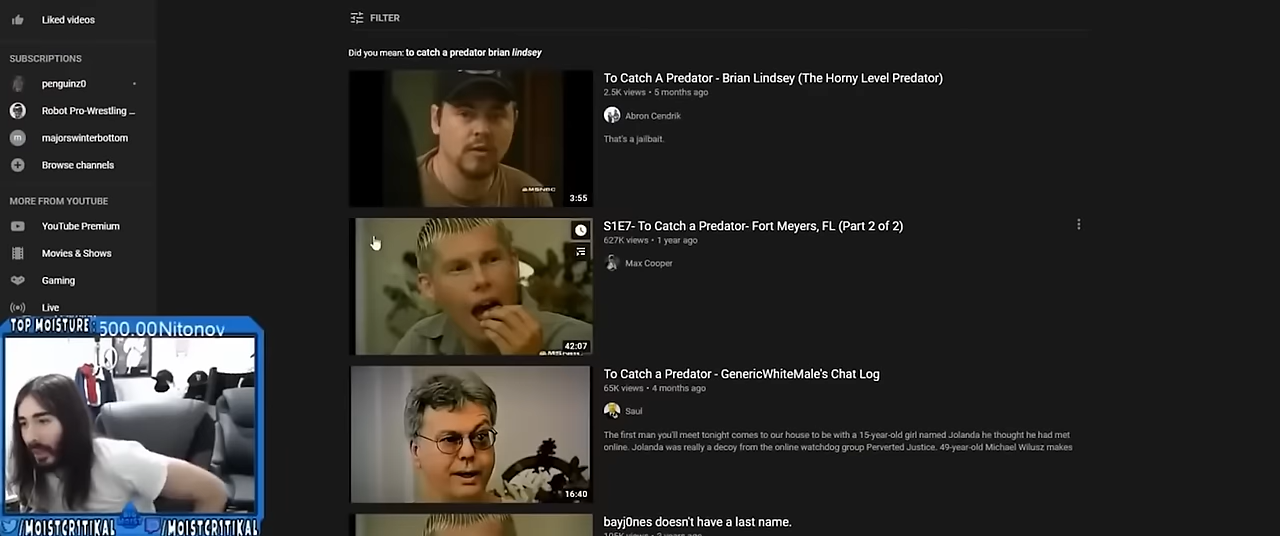 Liked videos
SUBSCRIPTIONS
penguinz0
Robot Pro-Wrestling ...
m
majorswinterbottom
Browse channels
MORE FROM YOUTUBE
YouTube Premium
Movies & Shows
Gaming
Live
TOP MOISTURE: 500.00 Nitonov
/MOISTCR1TIKAL
/MOISTCR1TIKAL
FILTER
Did you mean: to catch a predator brian lindsey
MSNBC
3:55
To Catch A Predator - Brian Lindsey (The Horny Level Predator)
2.5K views • 5 months ago
Abron Cendrik
That's a jailbait.
42:07
S1E7- To Catch a Predator- Fort Meyers, FL (Part 2 of 2)
627K views • 1 year ago
Max Cooper
16:40
To Catch a Predator - GenericWhiteMale's Chat Log
65K views • 4 months ago
Saul
The first man you'll meet tonight comes to our house to be with a 15-year-old girl named Jolanda he thought he had met
online. Jolanda was really a decoy from the online watchdog group Perverted Justice. 49-year-old Michael Wilusz makes
bayj0nes doesn't have a last name.